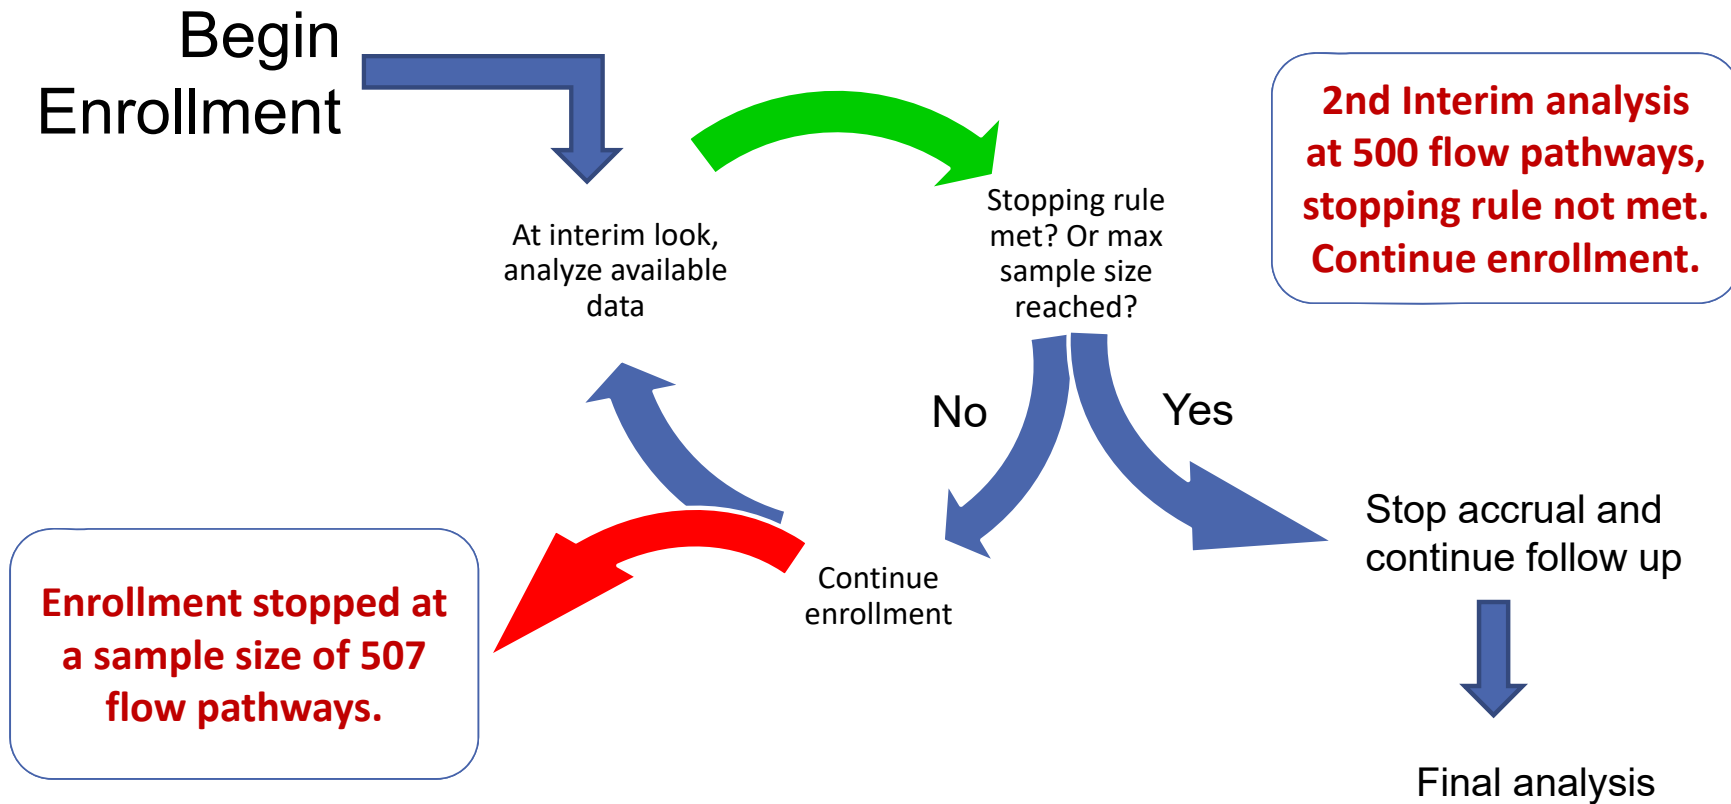 Begin
Enrollment
At interim look,
analyze available
data
Stopping rule
met? Or max
sample size
reached?
2nd Interim analysis
at 500 flow pathways,
stopping rule not met.
Continue enrollment.
No
Yes
Continue
enrollment
Enrollment stopped at
a sample size of 507
flow pathways.
Stop accrual and
continue follow up
Final analysis